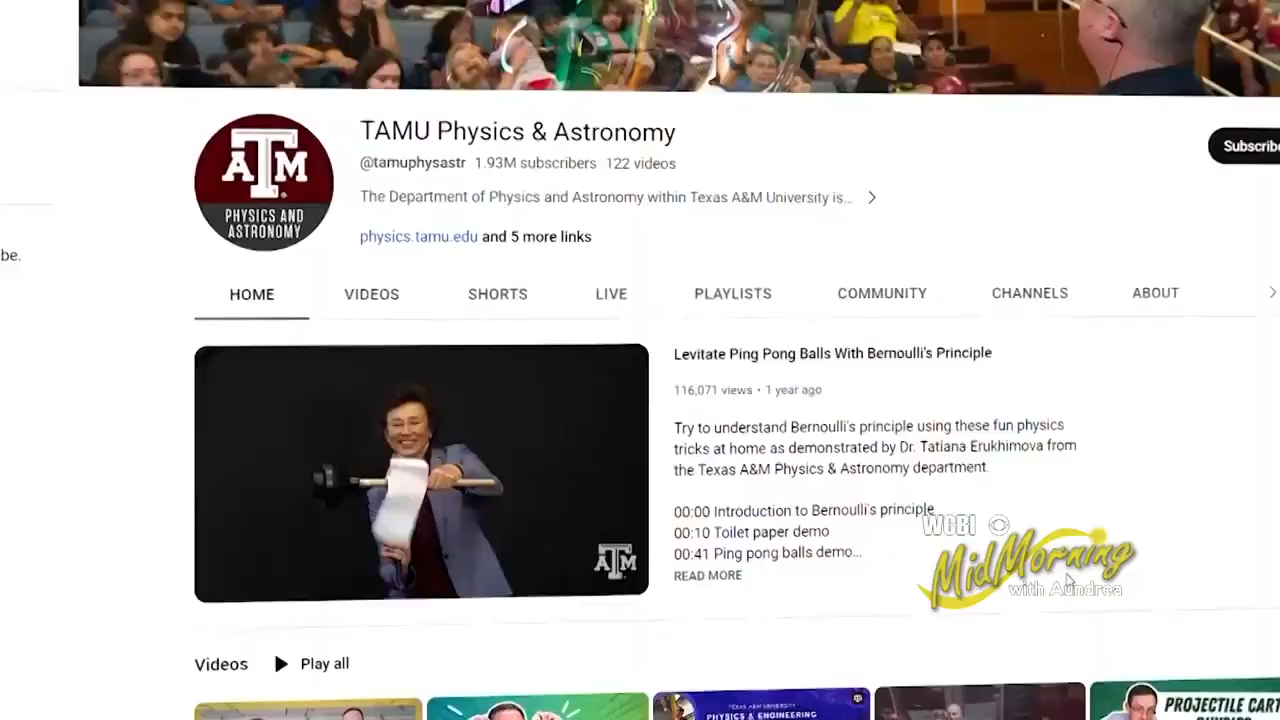 TAMU Physics & Astronomy
@tamuphysastr 1.93M subscribers 122 videos
Subscribe
The Department of Physics and Astronomy within Texas A&M University is...
physics.tamu.edu and 5 more links
ATM
PHYSICS AND
ASTRONOMY
be.
HOME VIDEOS SHORTS LIVE PLAYLISTS COMMUNITY CHANNELS ABOUT
Levitate Ping Pong Balls With Bernoulli's Principle
116,071 views • 1 year ago
Try to understand Bernoulli's principle using these fun physics
tricks at home as demonstrated by Dr. Tatiana Erukhimova from
the Texas A&M Physics & Astronomy department.
00:00 Introduction to Bernoulli's principle
00:10 Toilet paper demo
00:41 Ping pong balls demo...
READ MORE
ATM
WCBI
MidMorning
with Aundrea
Videos Play all
TEXAS A&M UNIVERSITY
PHYSICS & ENGINEERING
PROJECTILE CART